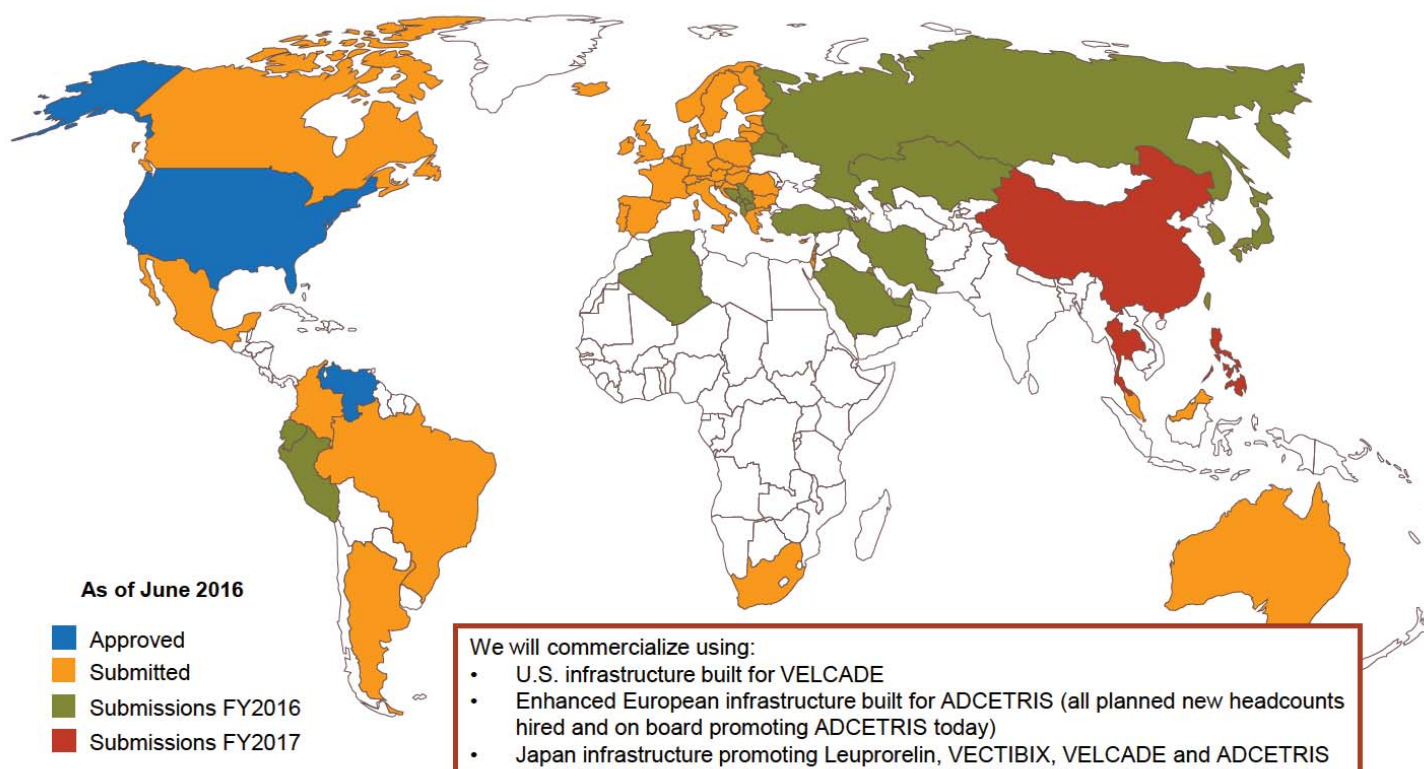 As of June 2016
Approved
Submitted
Submissions FY2016
Submissions FY2017
We will commercialize using:
• U.S. infrastructure built for VELCADE
• Enhanced European infrastructure built for ADCETRIS (all planned new headcounts
hired and on board promoting ADCETRIS today)
• Japan infrastructure promoting Leuprorelin, VECTIBIX, VELCADE and ADCETRIS